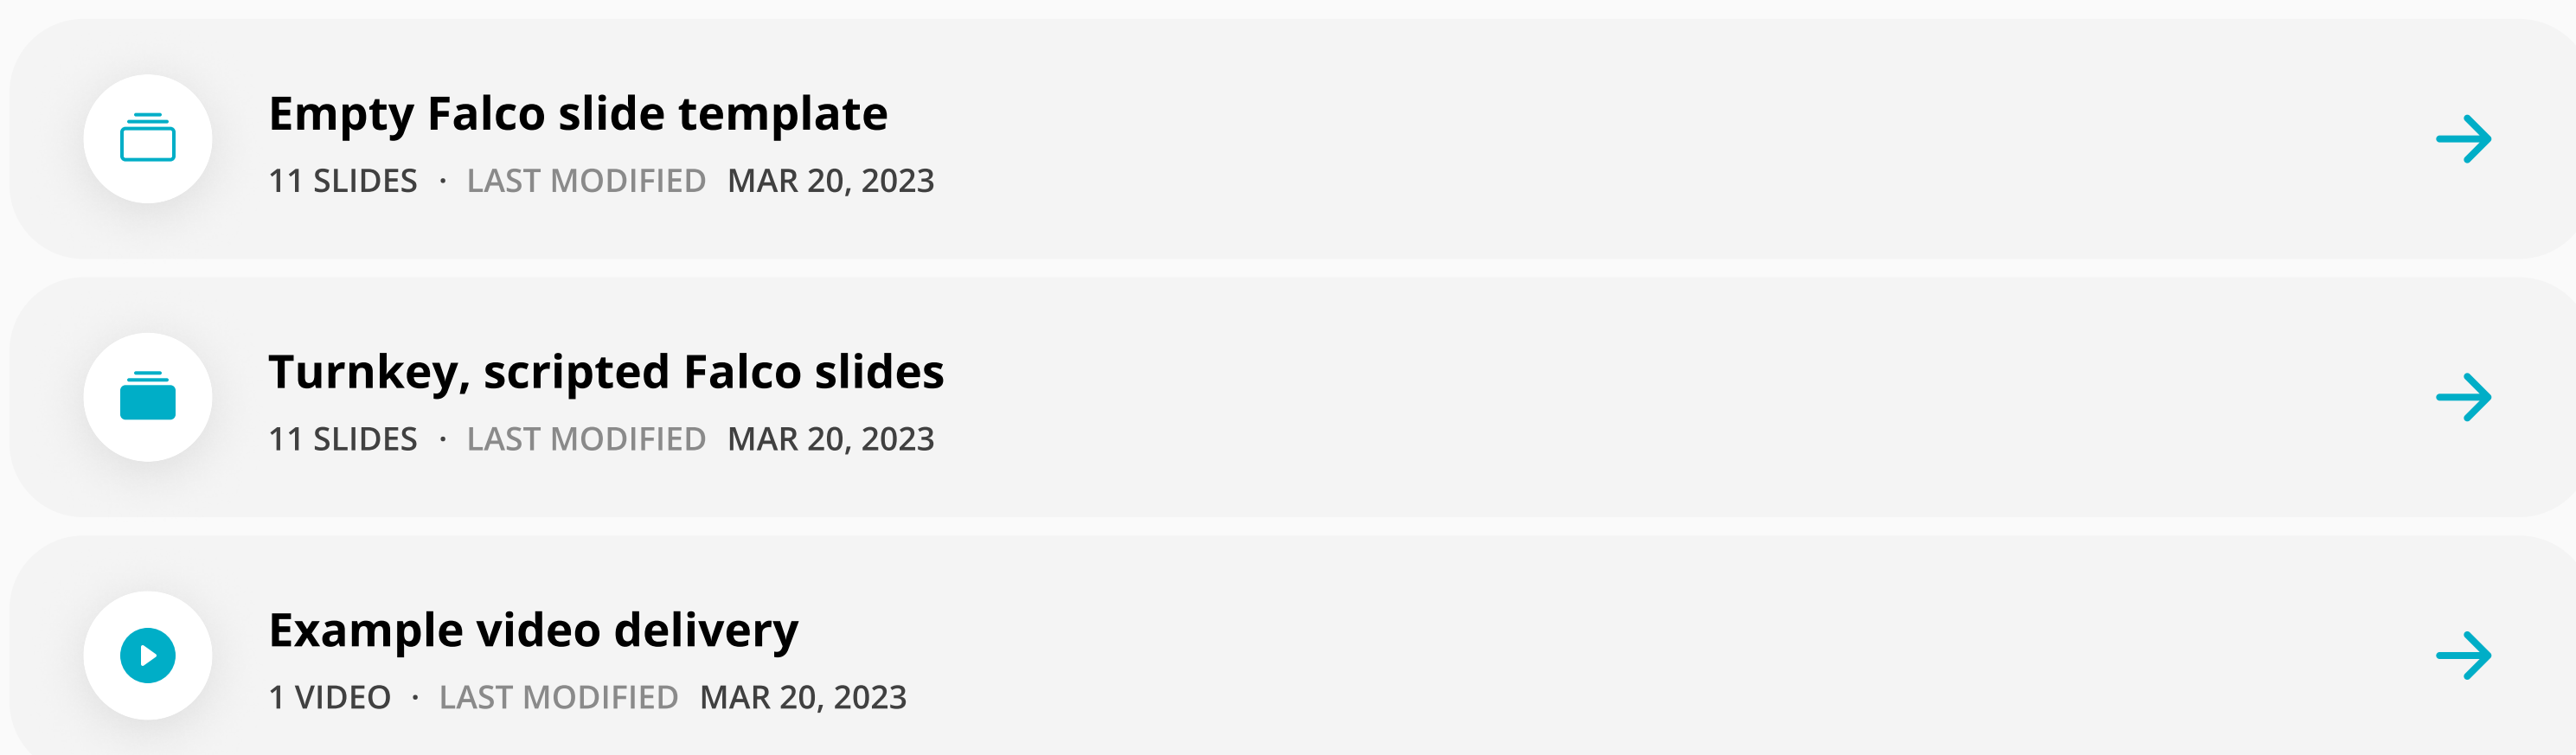 Empty Falco slide template
11 SLIDES · LAST MODIFIED MAR 20, 2023
Turnkey, scripted Falco slides
11 SLIDES · LAST MODIFIED MAR 20, 2023
Example video delivery
1 VIDEO · LAST MODIFIED MAR 20, 2023